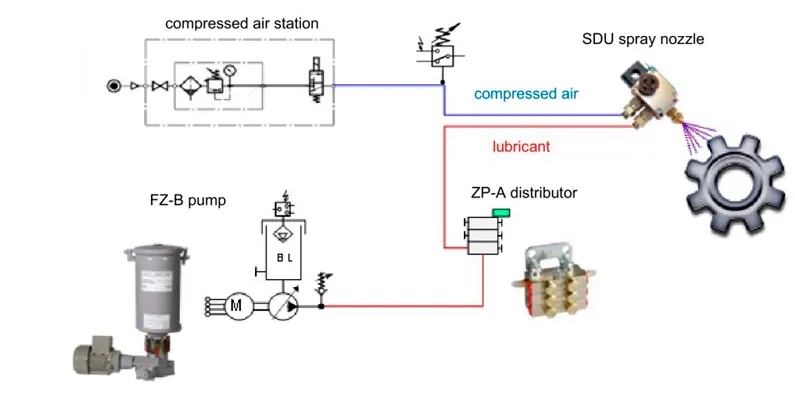 compressed air station
SDU spray nozzle
compressed air
lubricant
FZ-B pump
ZP-A distributor
B L
M